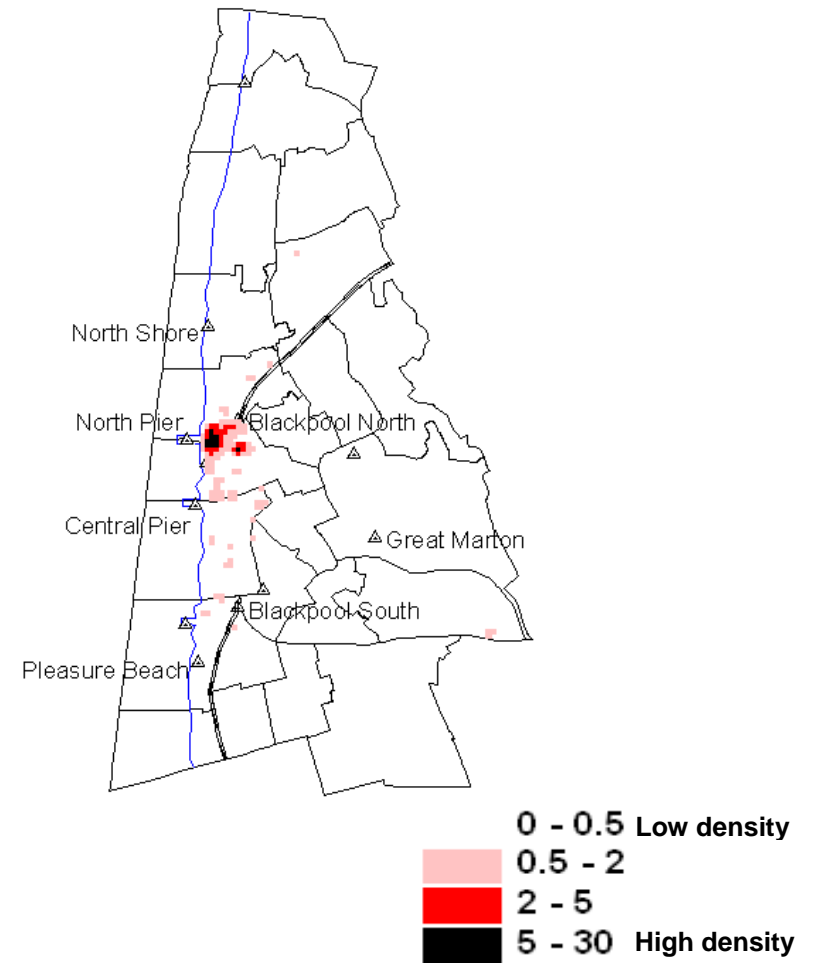 North Shore
North Pier
Blackpool North
Central Pier
Great Marton
Blackpool South
Pleasure Beach
0 - 0.5 Low density
0.5 - 2
2 - 5
5 - 30 High density